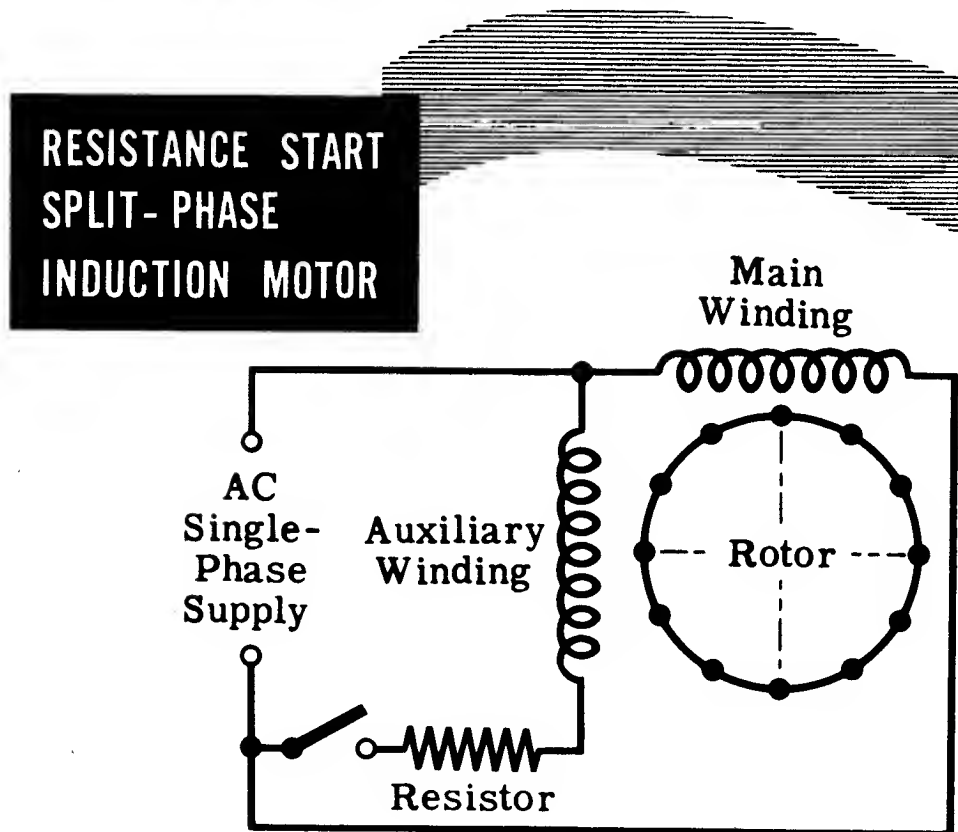 RESISTANCE START
SPLIT-PHASE
INDUCTION MOTOR
Main
Winding
AC
Single-
Phase
Supply
Auxiliary
Winding
Rotor
Resistor